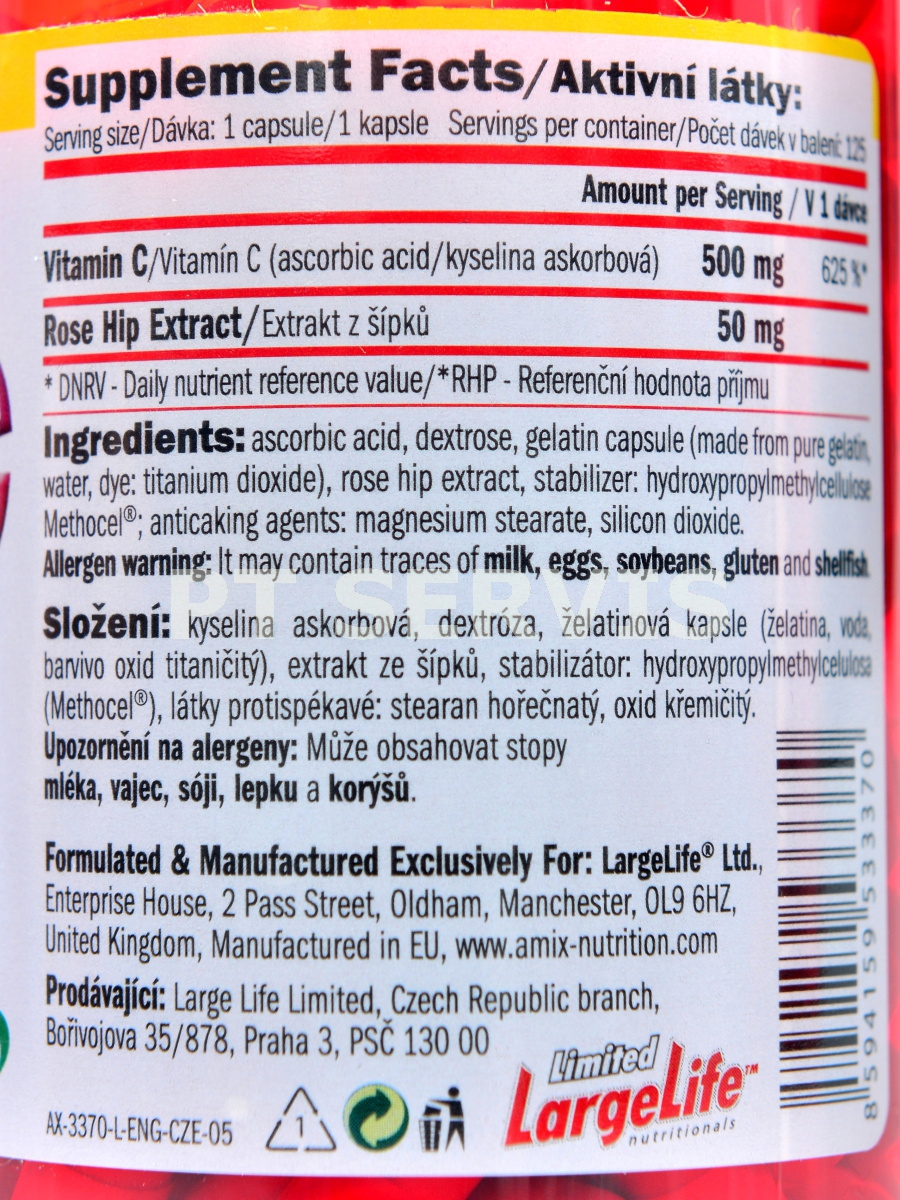 Supplement Facts/Aktivní látky:
Serving size/Dávka: 1 capsule/1 kapsle Servings per container/Počet dávek v balení: 125
Amount per Serving / V 1 dávce
Vitamin C/Vitamín C (ascorbic acid/kyselina askorbová) 500 mg 625 %*
Rose Hip Extract/Extrakt z šípků 50 mg
* DNRV - Daily nutrient reference value/*RHP - Referenční hodnota příjmu
Ingredients: ascorbic acid, dextrose, gelatin capsule (made from pure gelatin,
water, dye: titanium dioxide), rose hip extract, stabilizer: hydroxypropylmethylcellulose
Methocel®; anticaking agents: magnesium stearate, silicon dioxide.
Allergen warning: It may contain traces of milk, eggs, soybeans, gluten and shellfish.
PT SERVIS
Složení: kyselina askorbová, dextróza, želatinová kapsle (želatina, voda,
barvivo oxid titaničitý), extrakt ze šípků, stabilizátor: hydroxypropylmethylcelulosa
(Methocel®), látky protispékavé: stearan hořečnatý, oxid křemičitý.
Upozornění na alergeny: Může obsahovat stopy
mléka, vajec, sóji, lepku a korýšů.
Formulated & Manufactured Exclusively For: LargeLife® Ltd.,
Enterprise House, 2 Pass Street, Oldham, Manchester, OL9 6HZ,
United Kingdom, Manufactured in EU, www.amix-nutrition.com
Prodávající: Large Life Limited, Czech Republic branch,
Bořivojova 35/878, Praha 3, PSČ 130 00
Limited
LargeLife™
nutritionals
AX-3370-L-ENG-CZE-05
1
8594159533370